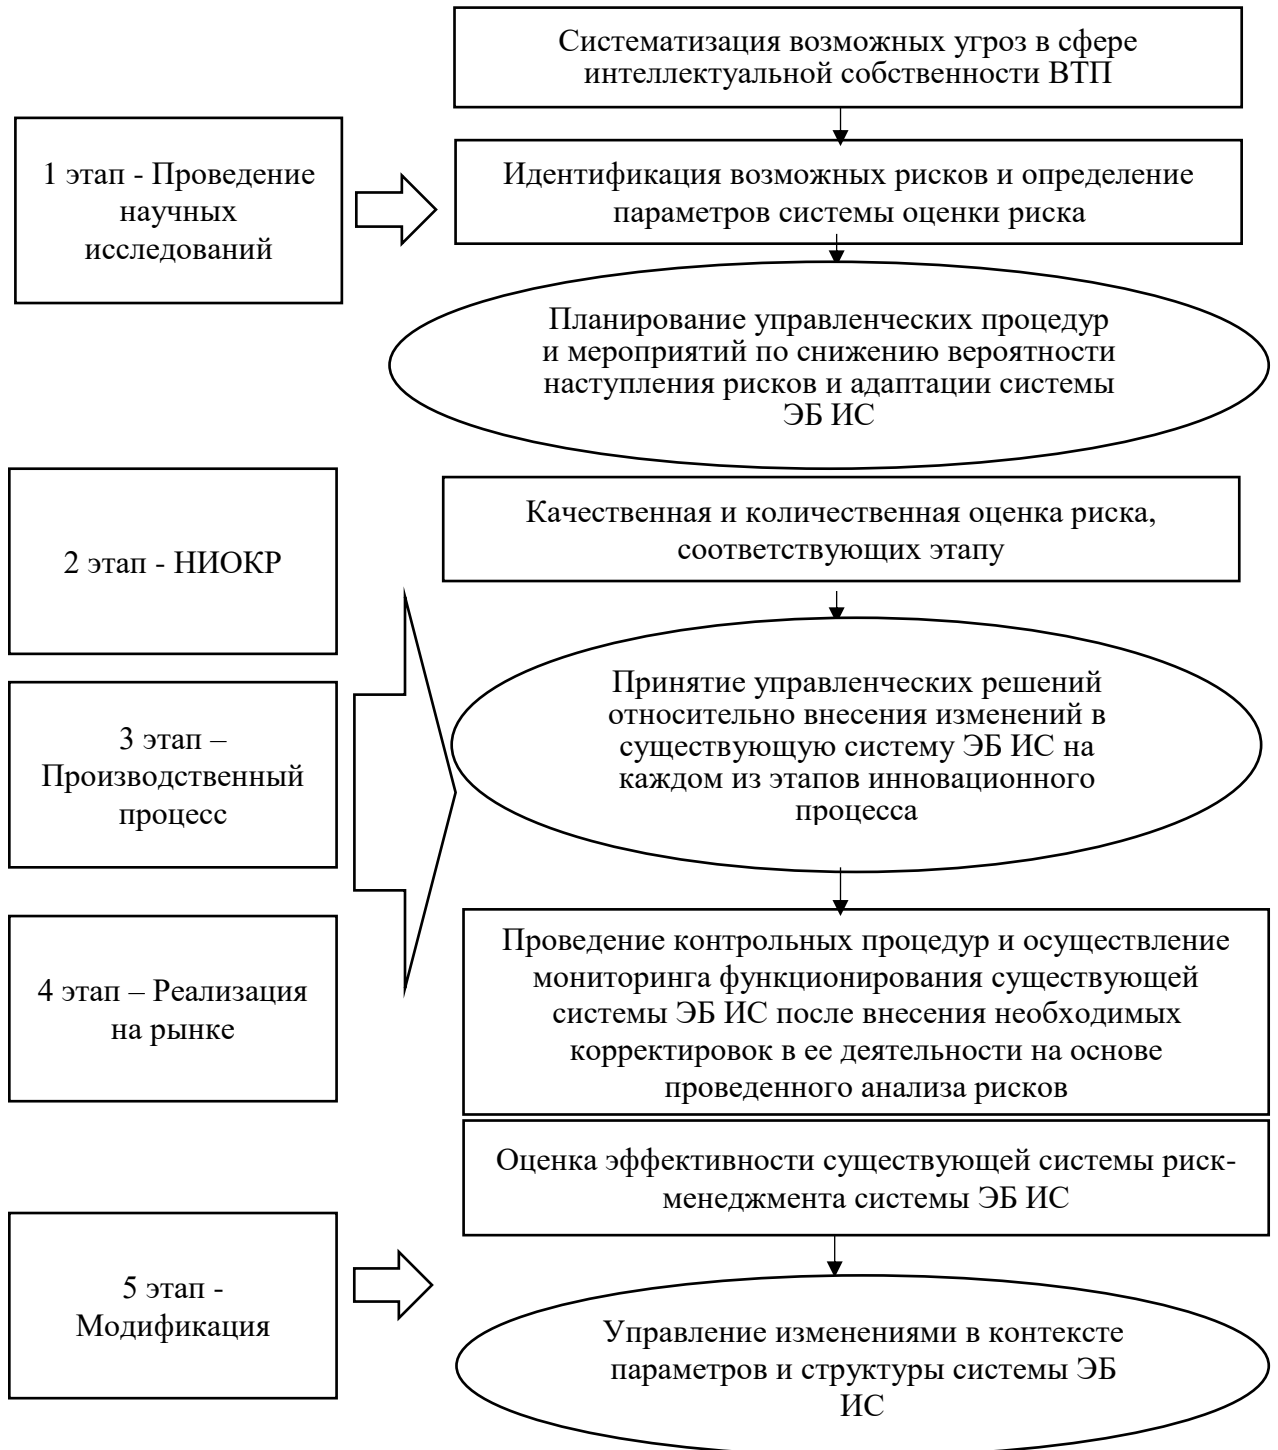 Систематизация возможных угроз в сфере
интеллектуальной собственности ВТП
1 этап - Проведение
научных
исследований
Идентификация возможных рисков и определение
параметров системы оценки риска
Планирование управленческих процедур
и мероприятий по снижению вероятности
наступления рисков и адаптации системы
ЭБ ИС
2 этап - НИОКР
Качественная и количественная оценка риска,
соответствующих этапу
3 этап –
Производственный
процесс
Принятие управленческих решений
относительно внесения изменений в
существующую систему ЭБ ИС на
каждом из этапов инновационного
процесса
4 этап – Реализация
на рынке
Проведение контрольных процедур и осуществление
мониторинга функционирования существующей
системы ЭБ ИС после внесения необходимых
корректировок в ее деятельности на основе
проведенного анализа рисков
Оценка эффективности существующей системы риск-
менеджмента системы ЭБ ИС
5 этап -
Модификация
Управление изменениями в контексте
параметров и структуры системы ЭБ
ИС